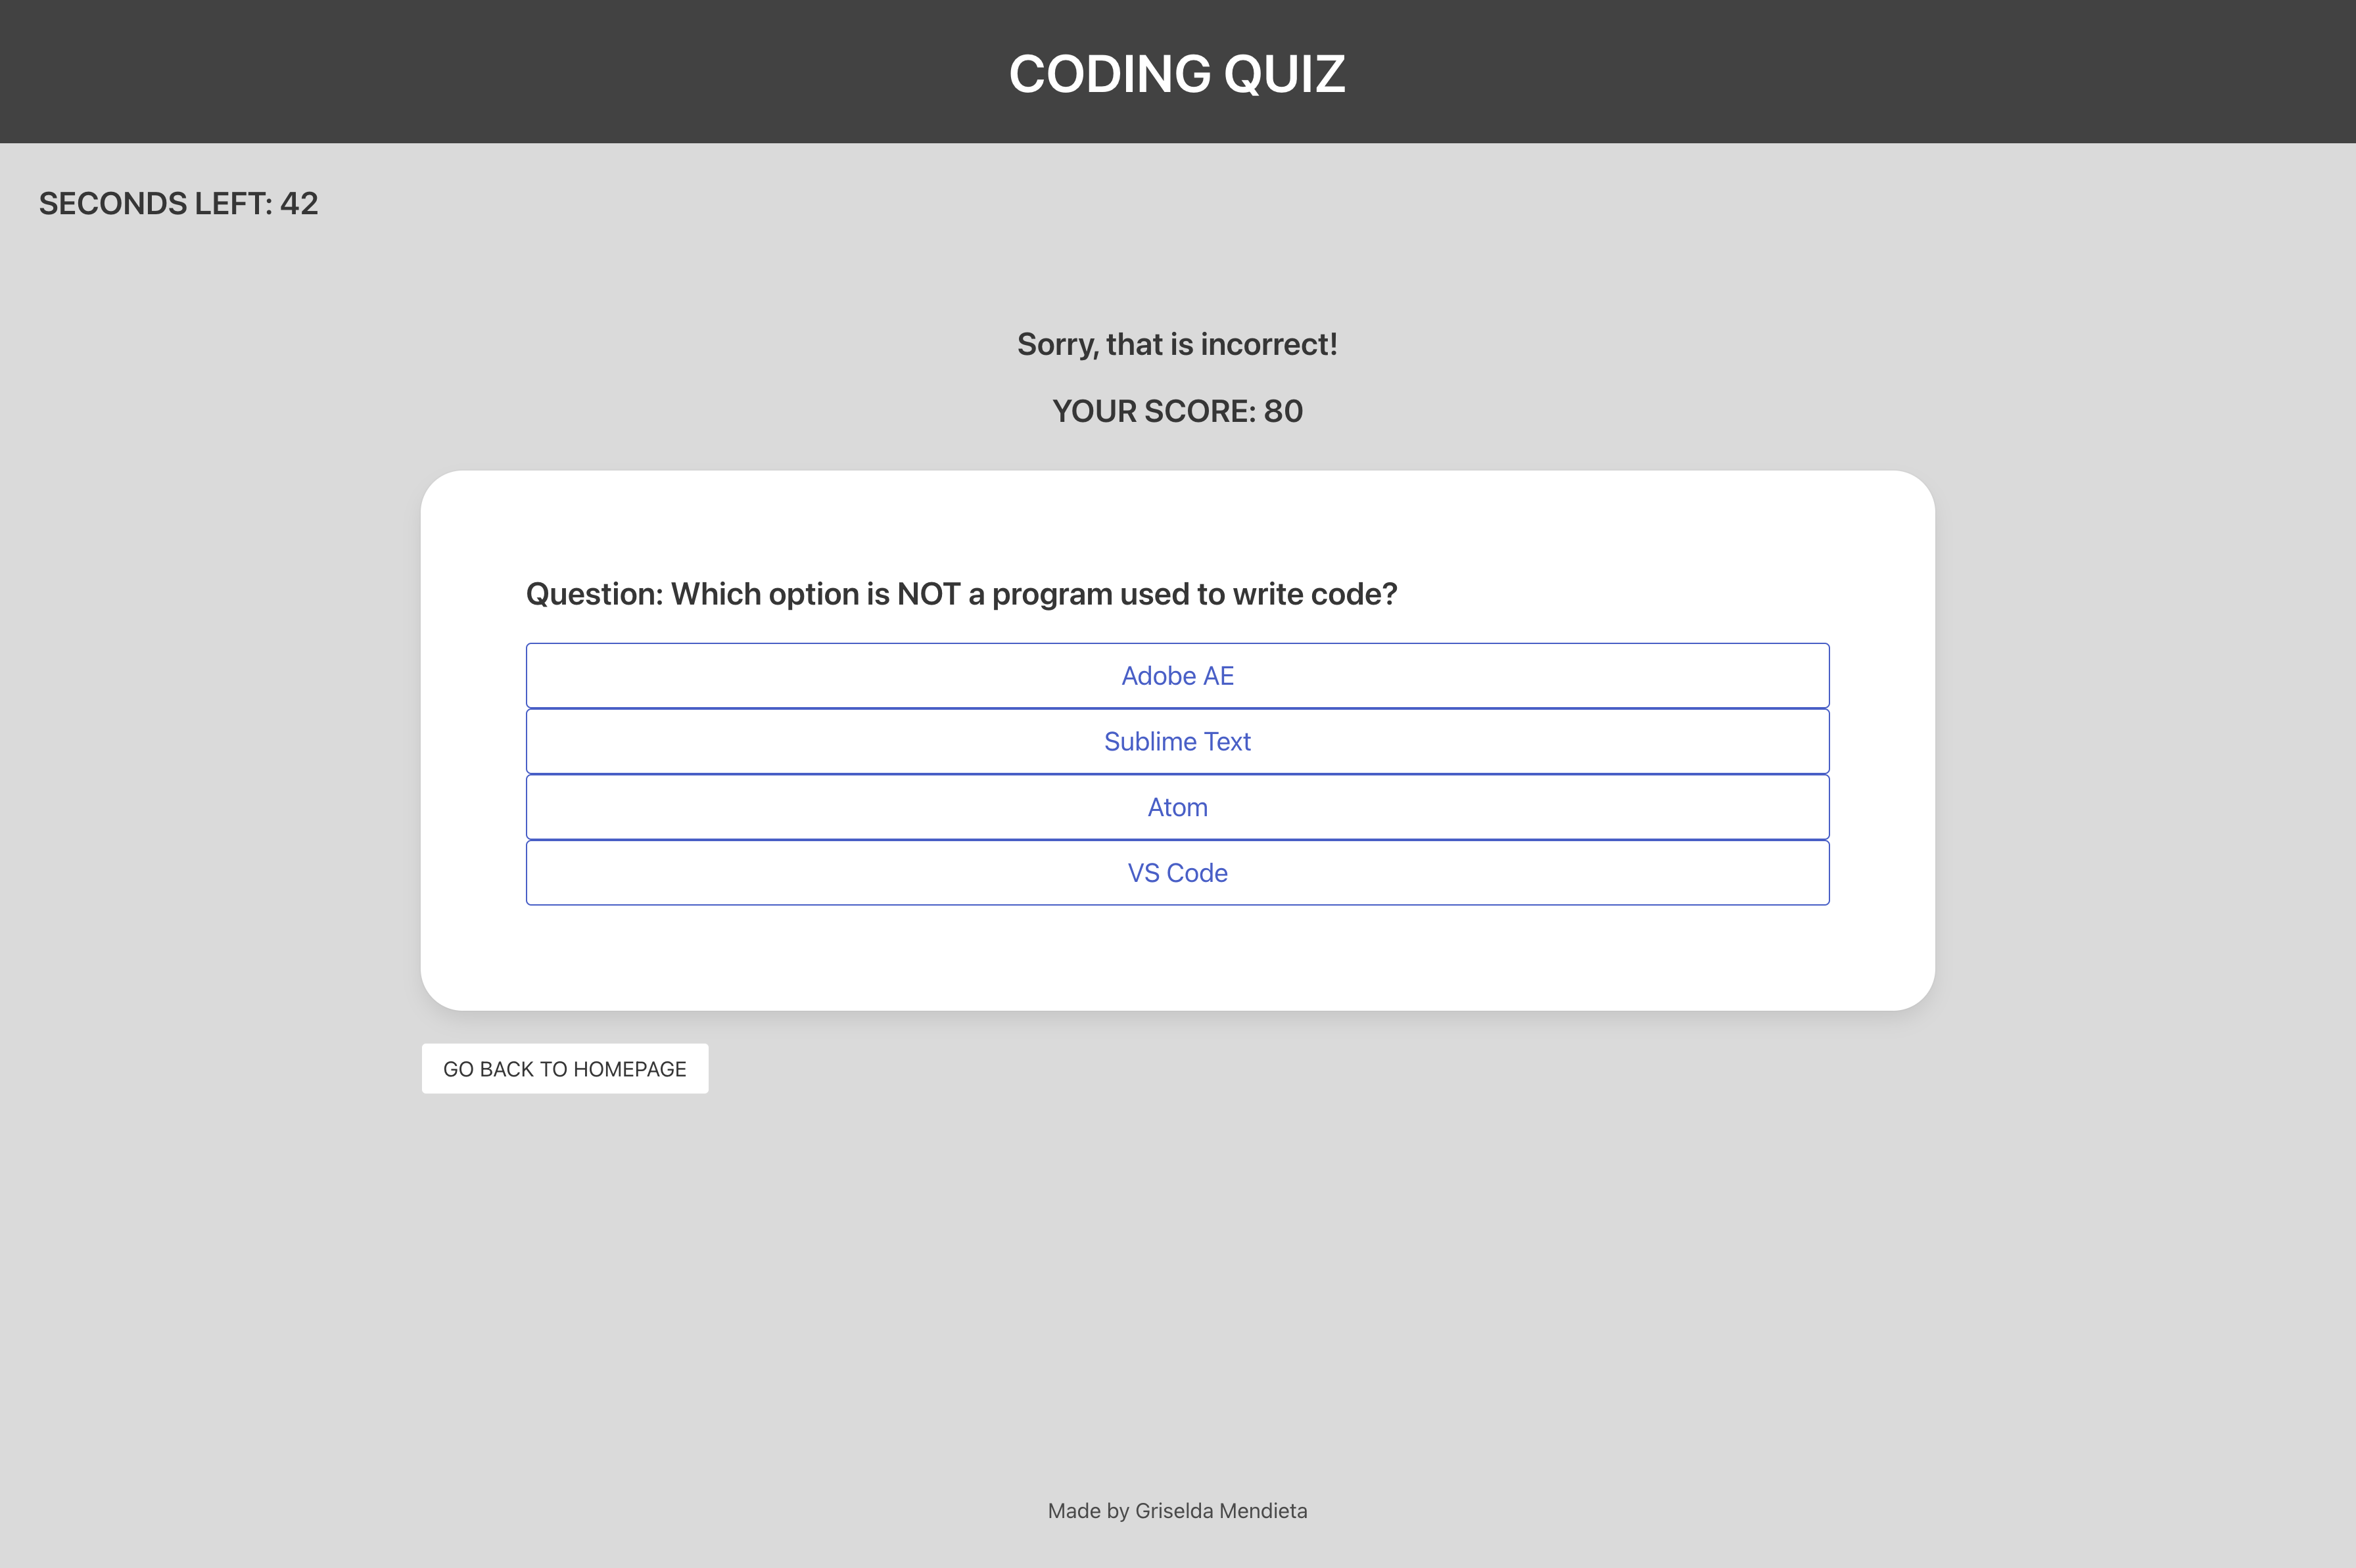 CODING QUIZ
SECONDS LEFT: 42
Sorry, that is incorrect!
YOUR SCORE: 80
Question: Which option is NOT a program used to write code?
Adobe AE
Sublime Text
Atom
VS Code
GO BACK TO HOMEPAGE
Made by Griselda Mendieta